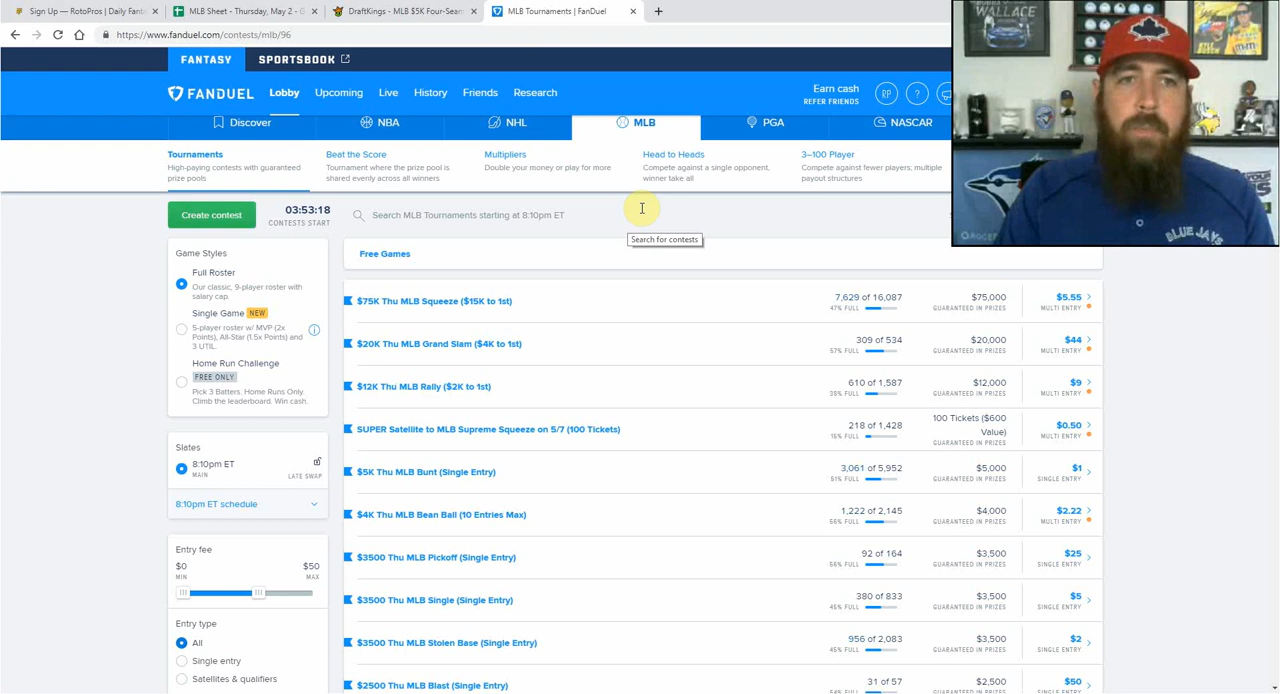 Sign Up — RotoPros | Daily Fant
MLB Sheet - Thursday, May 2 - G
DraftKings - MLB $5K Four-Sean
MLB Tournaments | FanDuel
https://www.fanduel.com/contests/mlb/96
FANTASY
SPORTSBOOK
FANDUEL
Lobby
Upcoming
Live
History
Friends
Research
Earn cash
REFER FRIENDS
RP
?
Discover
NBA
NHL
MLB
PGA
NASCAR
Tournaments
High-paying contests with guaranteed
prize pools
Beat the Score
Tournament where the prize pool is
shared evenly across all winners
Multipliers
Double your money or play for more
Head to Heads
Compete against a single opponent,
winner take all
3–100 Player
Compete against fewer players; multiple
payout structures
Create contest
03:53:18
CONTESTS START
Search MLB Tournaments starting at 8:10pm ET
Search for contests
Game Styles
Full Roster
Our classic, 9-player roster with
salary cap.
Single Game NEW
5-player roster w/ MVP (2x
Points), All-Star (1.5x Points) and
3 UTIL.
Home Run Challenge
FREE ONLY
Pick 3 Batters. Home Runs Only.
Climb the leaderboard. Win cash.
Slates
8:10pm ET
MAIN
LATE SWAP
8:10pm ET schedule
Entry fee
$0
MIN
$50
MAX
Entry type
All
Single entry
Satellites & qualifiers
Free Games
$75K Thu MLB Squeeze ($15K to 1st)
7,629 of 16,087
47% FULL
$75,000
GUARANTEED IN PRIZES
$5.55
MULTI ENTRY
$20K Thu MLB Grand Slam ($4K to 1st)
309 of 534
57% FULL
$20,000
GUARANTEED IN PRIZES
$44
MULTI ENTRY
$12K Thu MLB Rally ($2K to 1st)
610 of 1,587
38% FULL
$12,000
GUARANTEED IN PRIZES
$9
MULTI ENTRY
SUPER Satellite to MLB Supreme Squeeze on 5/7 (100 Tickets)
218 of 1,428
15% FULL
100 Tickets ($600
Value)
GUARANTEED IN PRIZES
$0.50
MULTI ENTRY
$5K Thu MLB Bunt (Single Entry)
3,061 of 5,952
51% FULL
$5,000
GUARANTEED IN PRIZES
$1
SINGLE ENTRY
$4K Thu MLB Bean Ball (10 Entries Max)
1,222 of 2,145
56% FULL
$4,000
GUARANTEED IN PRIZES
$2.22
MULTI ENTRY
$3500 Thu MLB Pickoff (Single Entry)
92 of 164
56% FULL
$3,500
GUARANTEED IN PRIZES
$25
SINGLE ENTRY
$3500 Thu MLB Single (Single Entry)
380 of 833
45% FULL
$3,500
GUARANTEED IN PRIZES
$5
SINGLE ENTRY
$3500 Thu MLB Stolen Base (Single Entry)
956 of 2,083
45% FULL
$3,500
GUARANTEED IN PRIZES
$2
SINGLE ENTRY
$2500 Thu MLB Blast (Single Entry)
31 of 57
54% FULL
$2,500
GUARANTEED IN PRIZES
$50
SINGLE ENTRY
WALLACE
BLUE JAYS